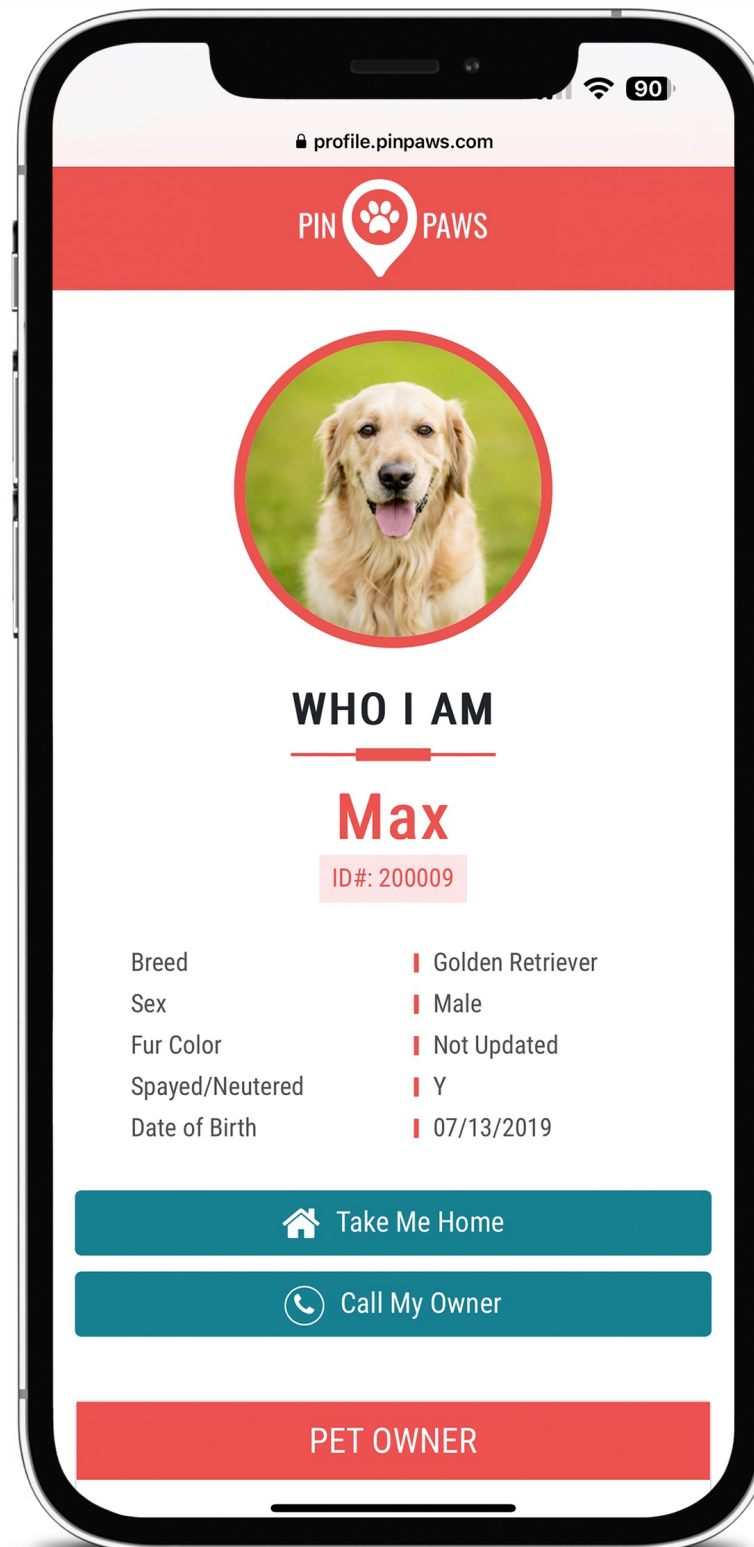 90
profile.pinpaws.com
PIN PAWS
WHO I AM
Max
ID#: 200009
Breed Golden Retriever
Sex Male
Fur Color Not Updated
Spayed/Neutered Y
Date of Birth 07/13/2019
Take Me Home
Call My Owner
PET OWNER